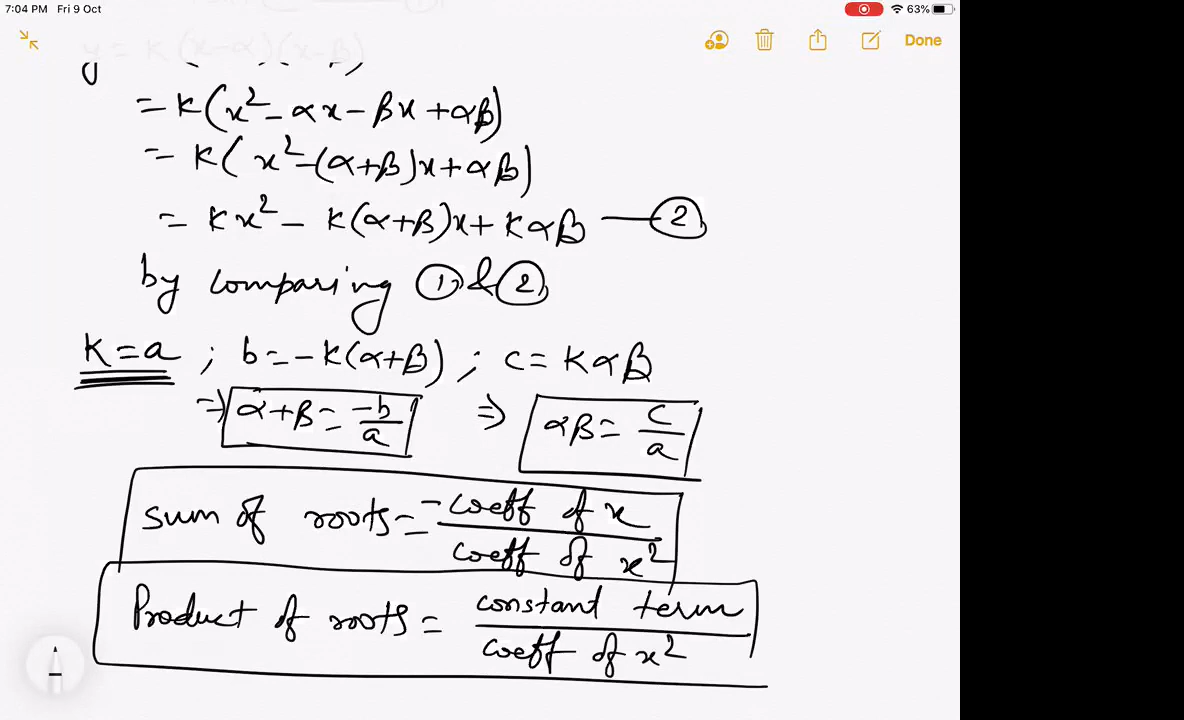 7:04 PM Fri 9 Oct 63%
Done
y = K(x-α)(x-β)
= K(x² - αx - βx + αβ)
= K(x² - (α+β)x + αβ)
= Kx² - K(α+β)x + Kαβ — ②
by comparing ① & ②
K = a ; b = -K(α+β) ; c = Kαβ
⇒ α+β = -b/a ⇒ αβ = c/a
Sum of roots = - coeff of x / coeff of x²
Product of roots = constant term / coeff of x²